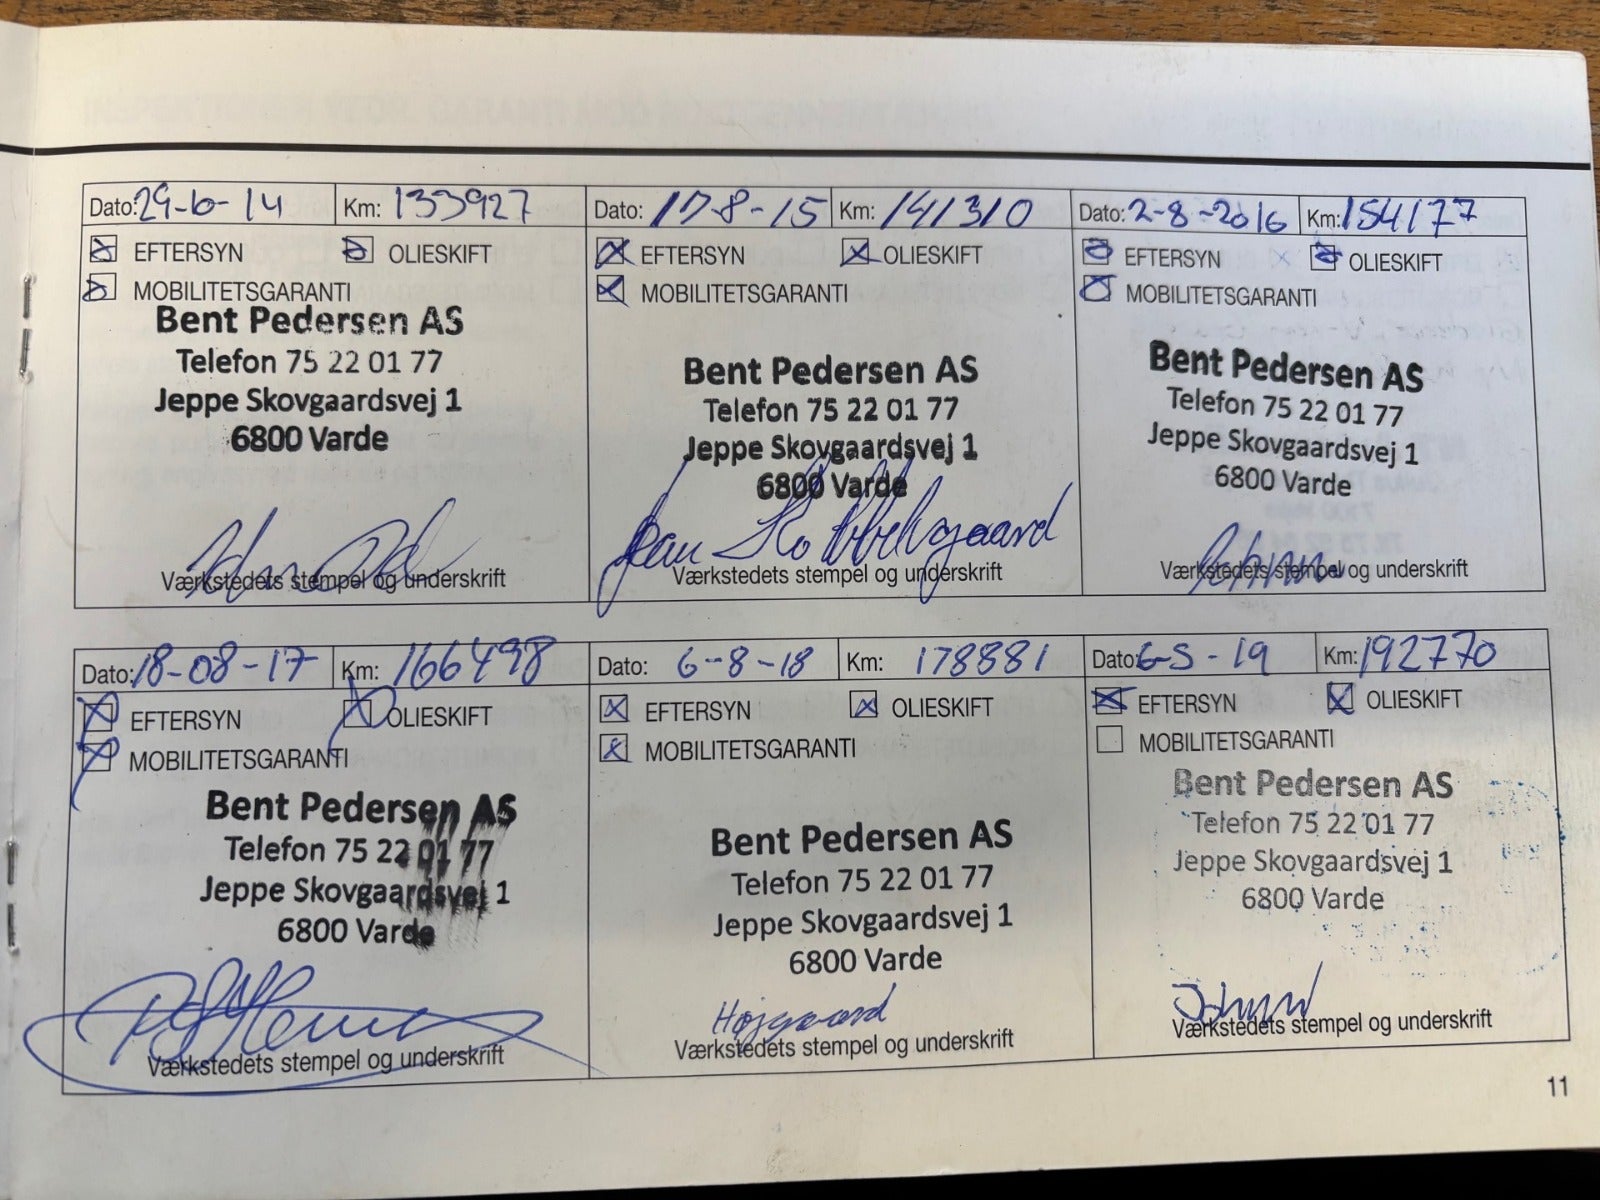 Dato: 29-6-14 Km: 133927
EFTERSYN OLIESKIFT
MOBILITETSGARANTI
Bent Pedersen AS
Telefon 75 22 01 77
Jeppe Skovgaardsvej 1
6800 Varde
Værkstedets stempel og underskrift
Dato: 17-8-15 Km: 141310
EFTERSYN OLIESKIFT
MOBILITETSGARANTI
Bent Pedersen AS
Telefon 75 22 01 77
Jeppe Skovgaardsvej 1
6800 Varde
Værkstedets stempel og underskrift
Dato: 2-8-2016 Km: 154177
EFTERSYN OLIESKIFT
MOBILITETSGARANTI
Bent Pedersen AS
Telefon 75 22 01 77
Jeppe Skovgaardsvej 1
6800 Varde
Værkstedets stempel og underskrift
Dato: 18-08-17 Km: 166498
EFTERSYN OLIESKIFT
MOBILITETSGARANTI
Bent Pedersen AS
Telefon 75 22 01 77
Jeppe Skovgaardsvej 1
6800 Varde
Værkstedets stempel og underskrift
Dato: 6-8-18 Km: 178881
EFTERSYN OLIESKIFT
MOBILITETSGARANTI
Bent Pedersen AS
Telefon 75 22 01 77
Jeppe Skovgaardsvej 1
6800 Varde
Højgaard
Værkstedets stempel og underskrift
Dato: 6-5-19 Km: 192770
EFTERSYN OLIESKIFT
MOBILITETSGARANTI
Bent Pedersen AS
Telefon 75 22 01 77
Jeppe Skovgaardsvej 1
6800 Varde
Værkstedets stempel og underskrift
11